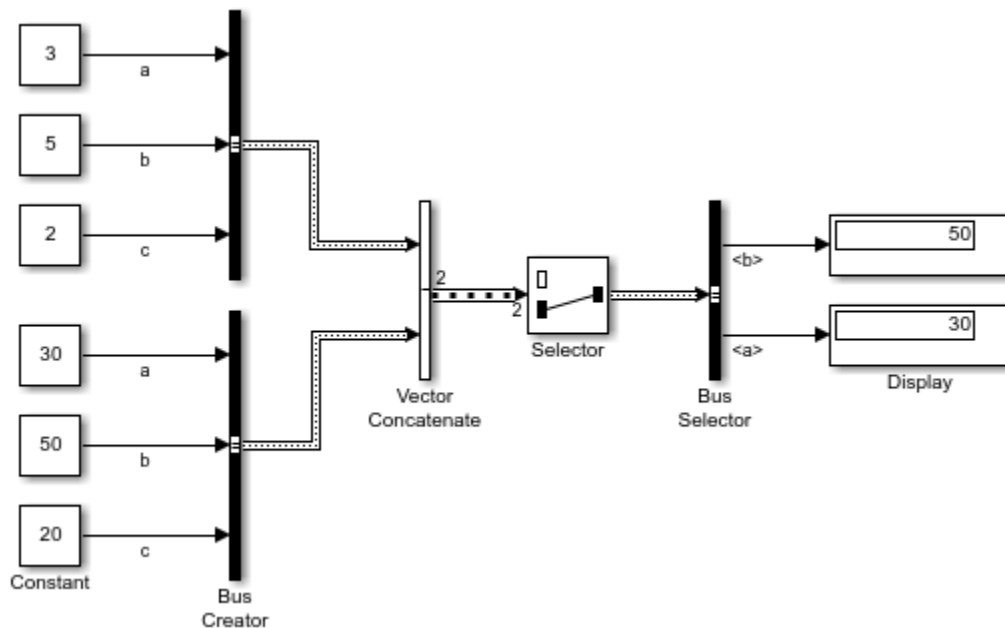 3
a
5
b
2
c
30
a
50
b
20
c
Constant
Bus
Creator
2
2
Vector
Concatenate
Selector
Bus
Selector
<b>
50
<a>
30
Display